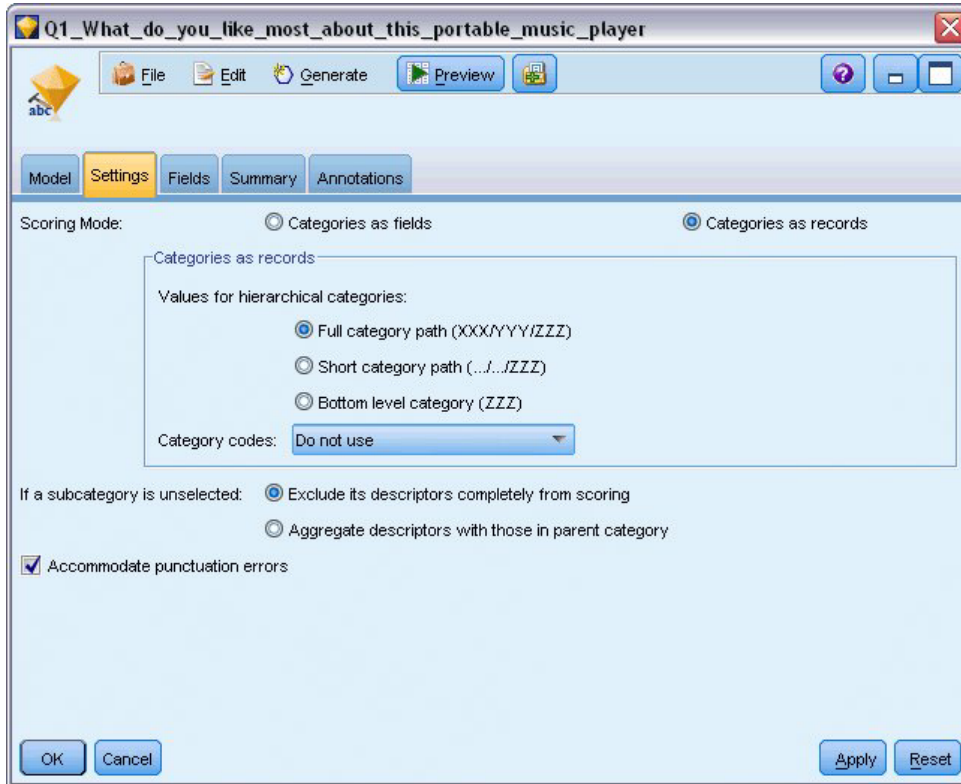 Q1_What_do_you_like_most_about_this_portable_music_player
File Edit Generate Preview
abc
Model Settings Fields Summary Annotations
Scoring Mode: Categories as fields Categories as records
Categories as records
Values for hierarchical categories:
Full category path (XXX/YYY/ZZZ)
Short category path (.../.../ZZZ)
Bottom level category (ZZZ)
Category codes: Do not use
If a subcategory is unselected: Exclude its descriptors completely from scoring
Aggregate descriptors with those in parent category
Accommodate punctuation errors
OK Cancel Apply Reset